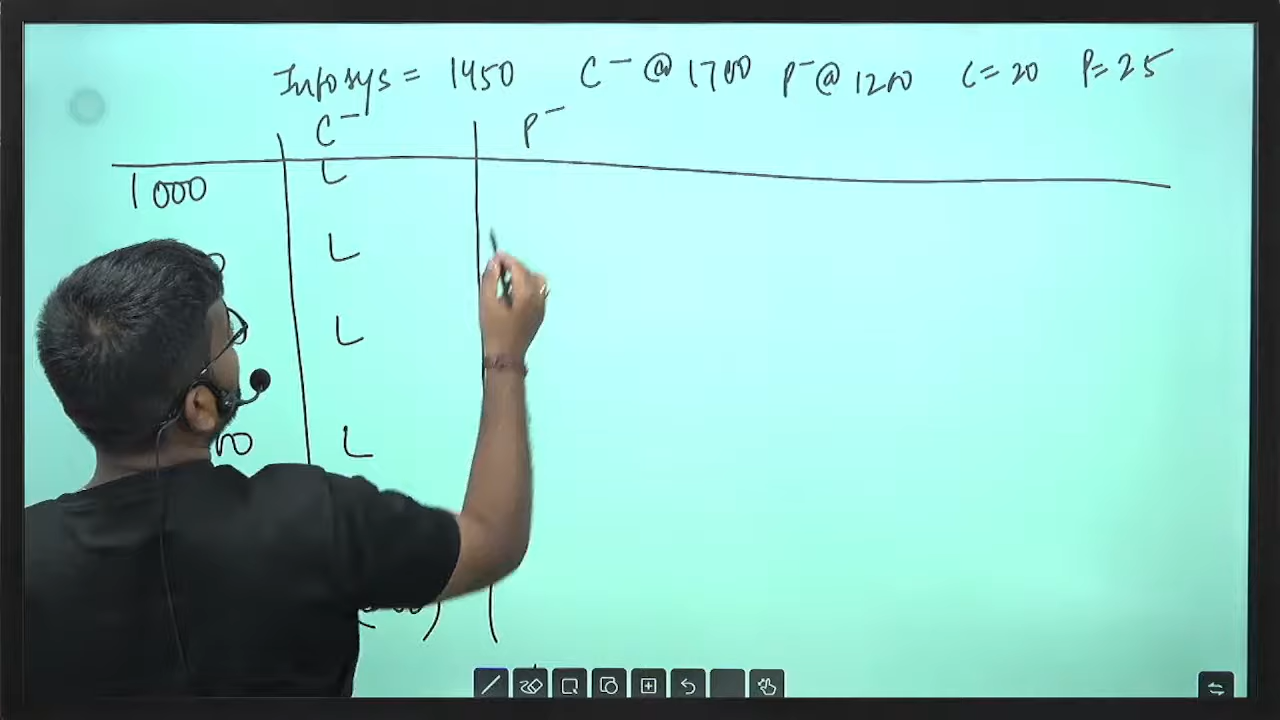 Infosys = 1450 C⁻ @ 1700 P⁻ @ 1200 C = 20 P = 25
C⁻ P⁻
1000 L
L
L
L